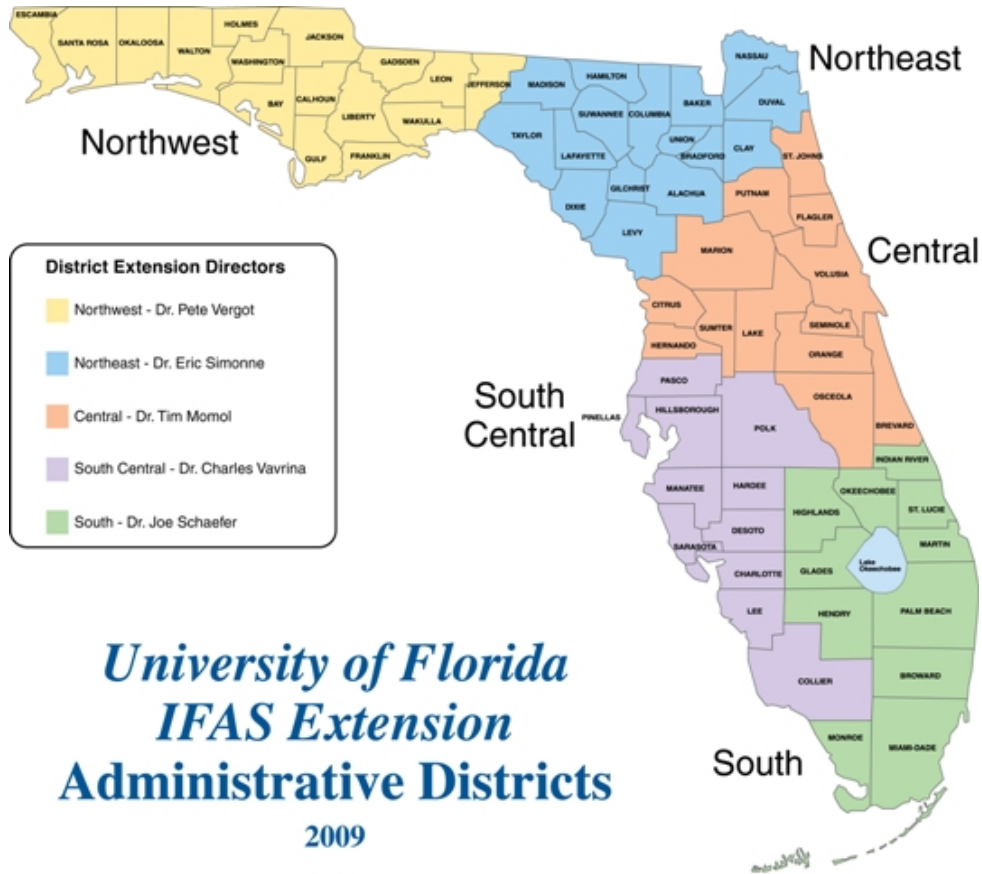 ESCAMBIA
SANTA ROSA
OKALOOSA
WALTON
HOLMES
WASHINGTON
JACKSON
BAY
CALHOUN
GULF
GADSDEN
LIBERTY
FRANKLIN
LEON
WAKULLA
JEFFERSON
Northwest
MADISON
TAYLOR
HAMILTON
SUWANNEE
LAFAYETTE
DIXIE
COLUMBIA
GILCHRIST
LEVY
BAKER
UNION
BRADFORD
ALACHUA
NASSAU
DUVAL
CLAY
Northeast
ST. JOHNS
PUTNAM
FLAGLER
MARION
VOLUSIA
CITRUS
SUMTER
LAKE
HERNANDO
SEMINOLE
ORANGE
OSCEOLA
BREVARD
Central
District Extension Directors
Northwest - Dr. Pete Vergot
Northeast - Dr. Eric Simonne
Central - Dr. Tim Momol
South Central - Dr. Charles Vavrina
South - Dr. Joe Schaefer
South
Central
PASCO
PINELLAS
HILLSBOROUGH
POLK
MANATEE
HARDEE
SARASOTA
DESOTO
CHARLOTTE
LEE
COLLIER
INDIAN RIVER
OKEECHOBEE
HIGHLANDS
ST. LUCIE
MARTIN
GLADES
Lake
Okeechobee
HENDRY
PALM BEACH
BROWARD
MONROE
MIAMI-DADE
South
University of Florida
IFAS Extension
Administrative Districts
2009